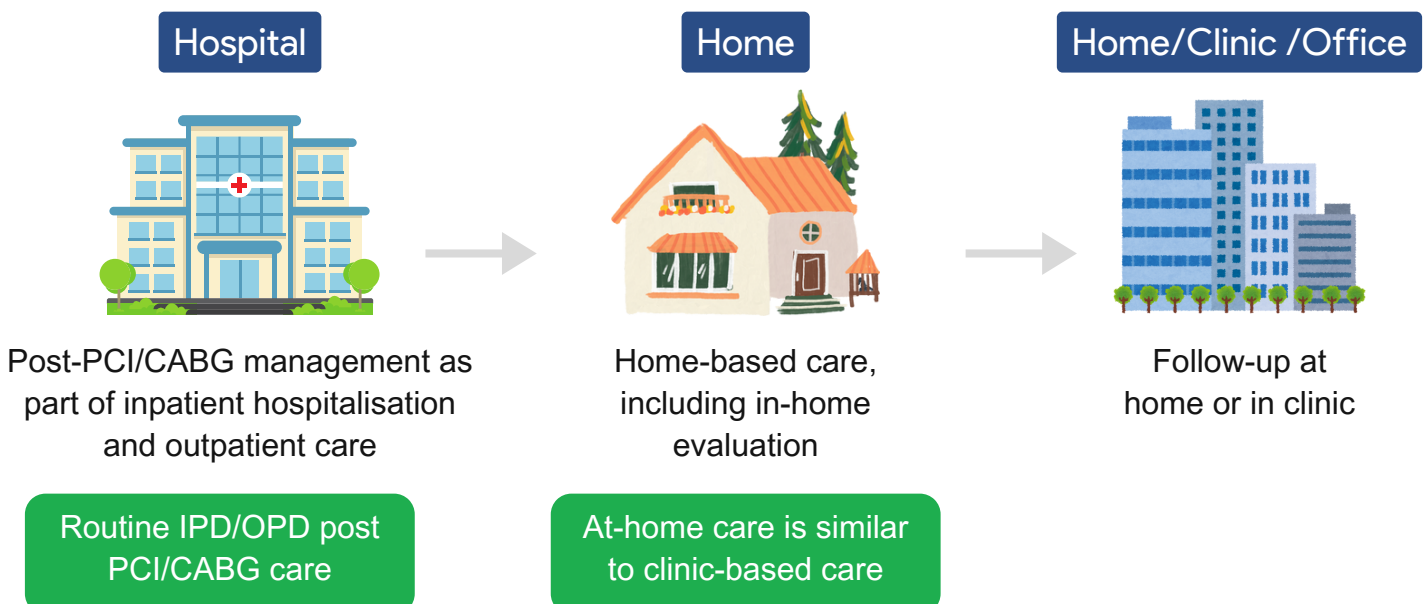 Hospital
Post-PCI/CABG management as
part of inpatient hospitalisation
and outpatient care
Routine IPD/OPD post
PCI/CABG care
Home
Home-based care,
including in-home
evaluation
At-home care is similar
to clinic-based care
Home/Clinic /Office
Follow-up at
home or in clinic